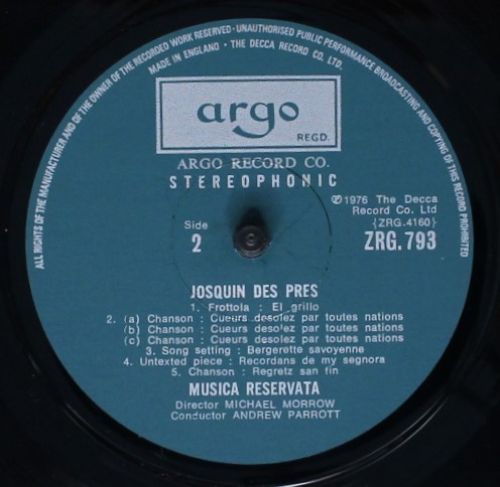 ALL RIGHTS OF THE MANUFACTURER AND OF THE OWNER OF THE RECORDED WORK RESERVED - UNAUTHORISED PUBLIC PERFORMANCE BROADCASTING AND COPYING OF THIS RECORD PROHIBITED
MADE IN ENGLAND · THE DECCA RECORD CO. LTD.
argo
REGD.
ARGO RECORD CO.
STEREOPHONIC
Ⓟ1976 The Decca
Record Co. Ltd
(ZRG.4160)
Side
2
ZRG.793
JOSQUIN DES PRES
1. Frottola : El grillo
2. (a) Chanson : Cueurs desolez par toutes nations
(b) Chanson : Cueurs desolez par toutes nations
(c) Chanson : Cueurs desolez par toutes nations
3. Song setting : Bergerette savoyenne
4. Untexted piece : Recordans de my segnora
5. Chanson : Regretz san fin
MUSICA RESERVATA
Director MICHAEL MORROW
Conductor ANDREW PARROTT